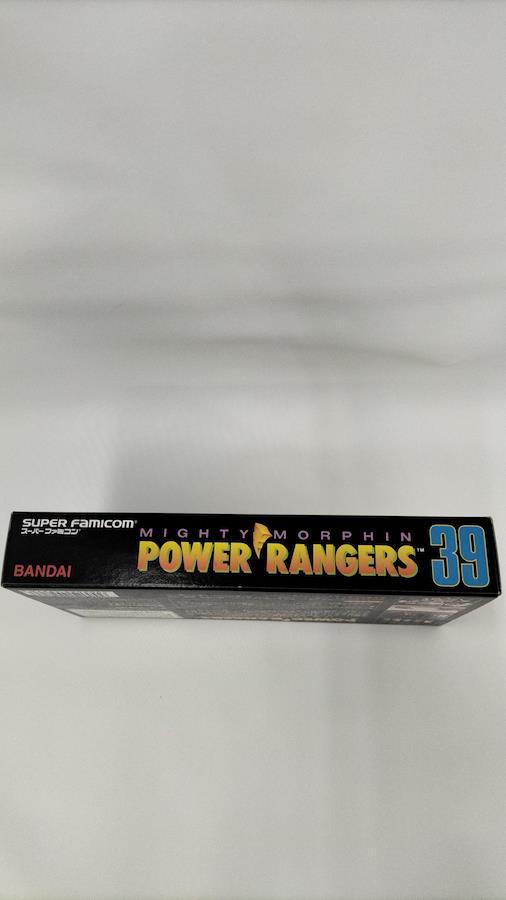 SUPER FAMICOM®
スーパーファミコン
BANDAI
MIGHTY MORPHIN
POWER RANGERS™
39